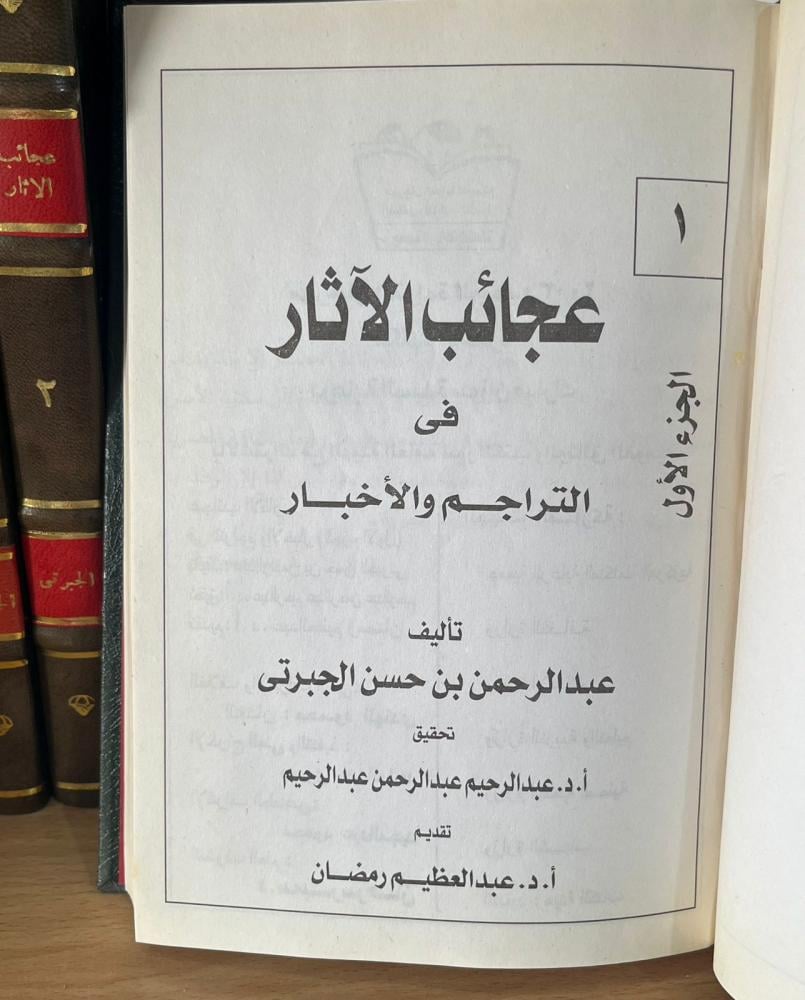 ١
الجزء الأول
عجائب الآثار
فى
التراجم والأخبار
تأليف
عبدالرحمن بن حسن الجبرتى
تحقيق
أ.د. عبدالرحيم عبدالرحمن عبدالرحيم
تقديم
أ.د. عبدالعظيم رمضان
عجائب
الآثار
٢
الجبرتى